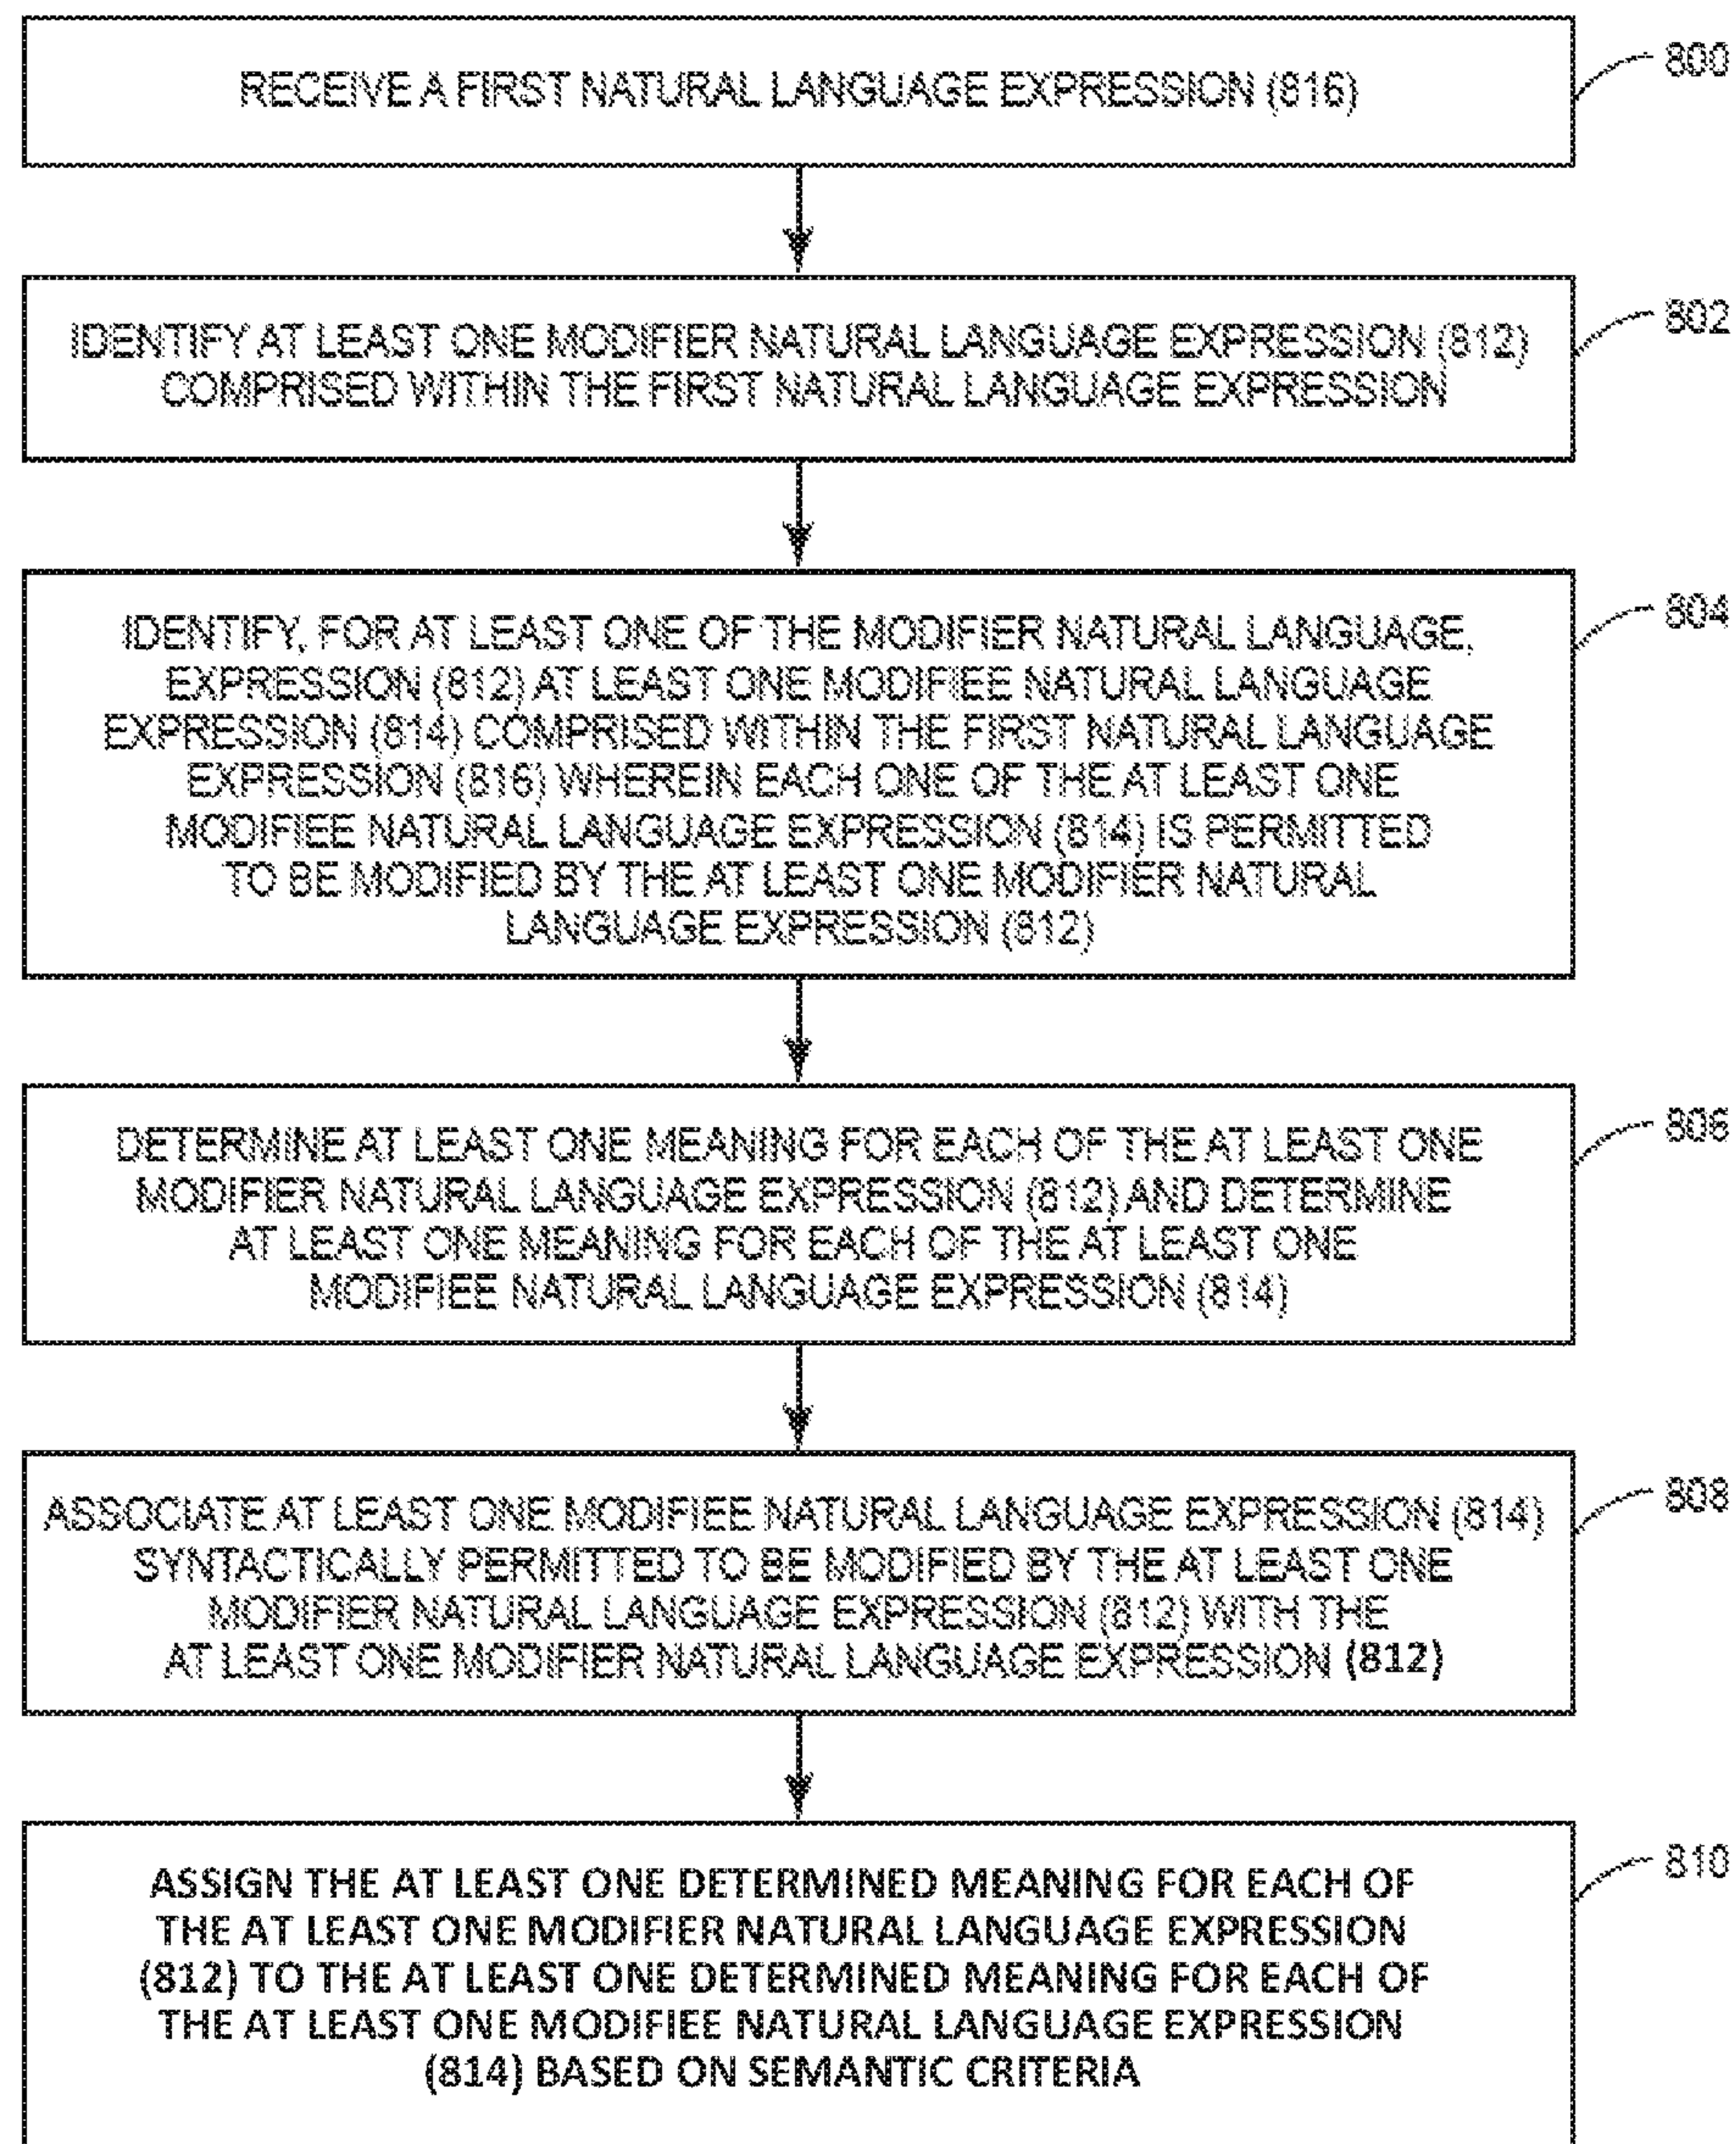 RECEIVE A FIRST NATURAL LANGUAGE EXPRESSION (816)
800
IDENTIFY AT LEAST ONE MODIFIER NATURAL LANGUAGE EXPRESSION (812)
COMPRISED WITHIN THE FIRST NATURAL LANGUAGE EXPRESSION
802
IDENTIFY, FOR AT LEAST ONE OF THE MODIFIER NATURAL LANGUAGE,
EXPRESSION (812) AT LEAST ONE MODIFIEE NATURAL LANGUAGE
EXPRESSION (814) COMPRISED WITHIN THE FIRST NATURAL LANGUAGE
EXPRESSION (816) WHEREIN EACH ONE OF THE AT LEAST ONE
MODIFIEE NATURAL LANGUAGE EXPRESSION (814) IS PERMITTED
TO BE MODIFIED BY THE AT LEAST ONE MODIFIER NATURAL
LANGUAGE EXPRESSION (812)
804
DETERMINE AT LEAST ONE MEANING FOR EACH OF THE AT LEAST ONE
MODIFIER NATURAL LANGUAGE EXPRESSION (812) AND DETERMINE
AT LEAST ONE MEANING FOR EACH OF THE AT LEAST ONE
MODIFIEE NATURAL LANGUAGE EXPRESSION (814)
806
ASSOCIATE AT LEAST ONE MODIFIEE NATURAL LANGUAGE EXPRESSION (814)
SYNTACTICALLY PERMITTED TO BE MODIFIED BY THE AT LEAST ONE
MODIFIER NATURAL LANGUAGE EXPRESSION (812) WITH THE
AT LEAST ONE MODIFIER NATURAL LANGUAGE EXPRESSION (812)
808
ASSIGN THE AT LEAST ONE DETERMINED MEANING FOR EACH OF
THE AT LEAST ONE MODIFIER NATURAL LANGUAGE EXPRESSION
(812) TO THE AT LEAST ONE DETERMINED MEANING FOR EACH OF
THE AT LEAST ONE MODIFIEE NATURAL LANGUAGE EXPRESSION
(814) BASED ON SEMANTIC CRITERIA
810